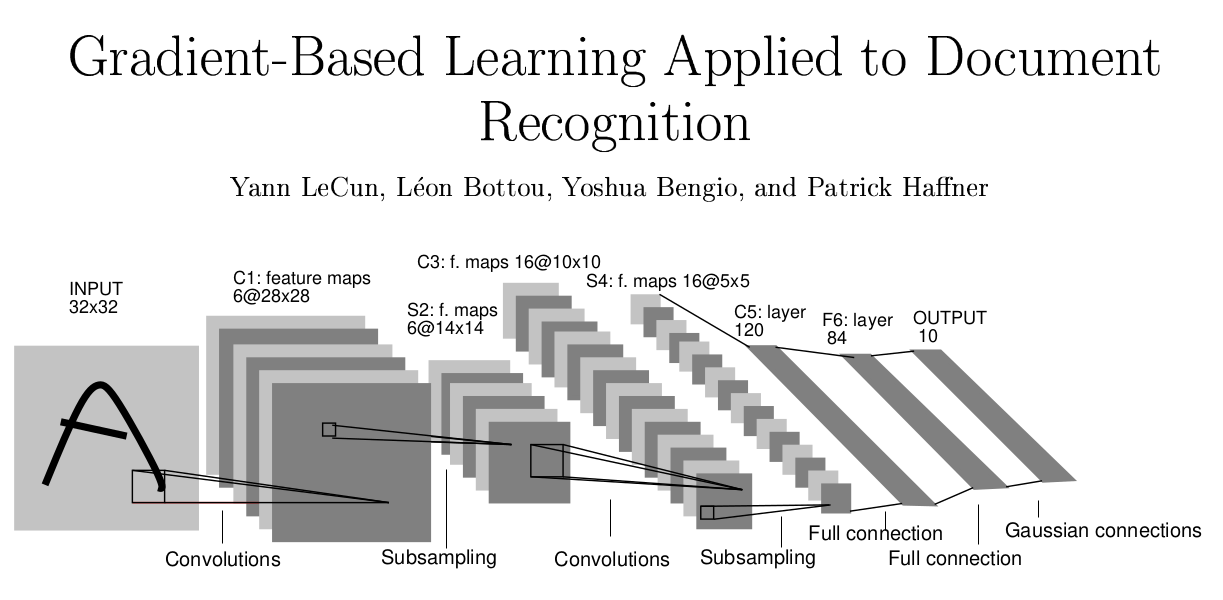 Gradient-Based Learning Applied to Document
Recognition
Yann LeCun, Léon Bottou, Yoshua Bengio, and Patrick Haffner
INPUT
32x32
C1: feature maps
6@28x28
S2: f. maps
6@14x14
C3: f. maps 16@10x10
S4: f. maps 16@5x5
C5: layer
120
F6: layer
84
OUTPUT
10
A
Convolutions
Subsampling
Convolutions
Subsampling
Full connection
Full connection
Gaussian connections